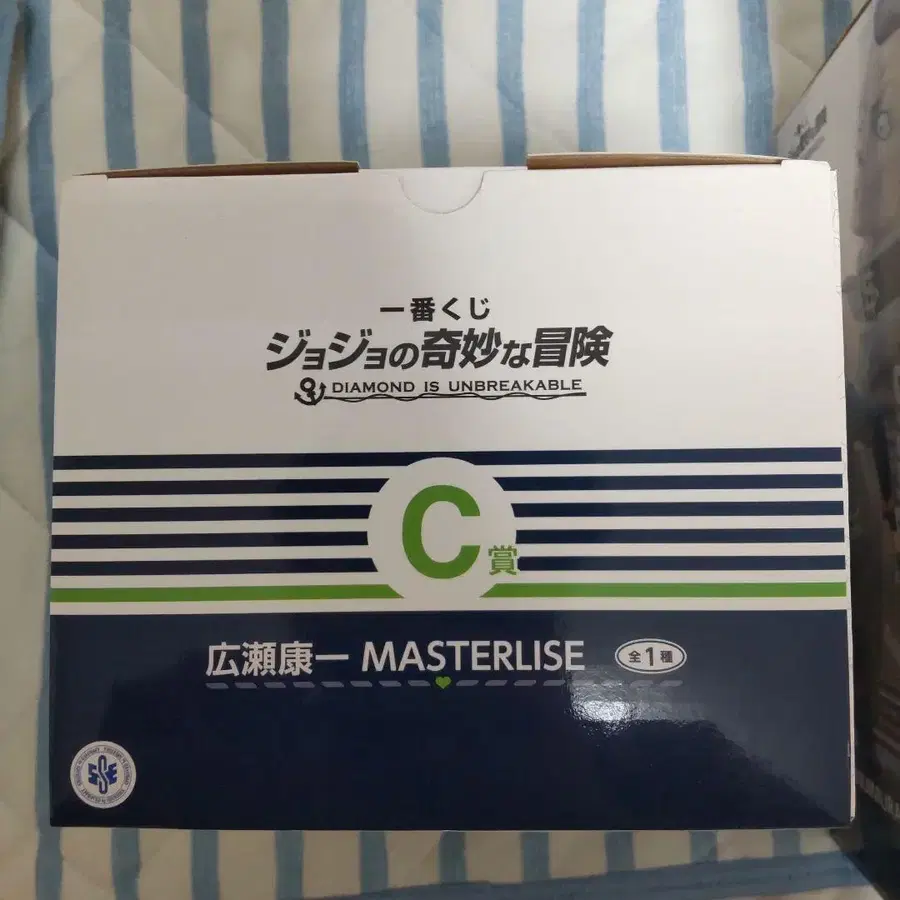 一番くじ
ジョジョの奇妙な冒険
DIAMOND IS UNBREAKABLE
C賞
広瀬康一 MASTERLISE
全1種